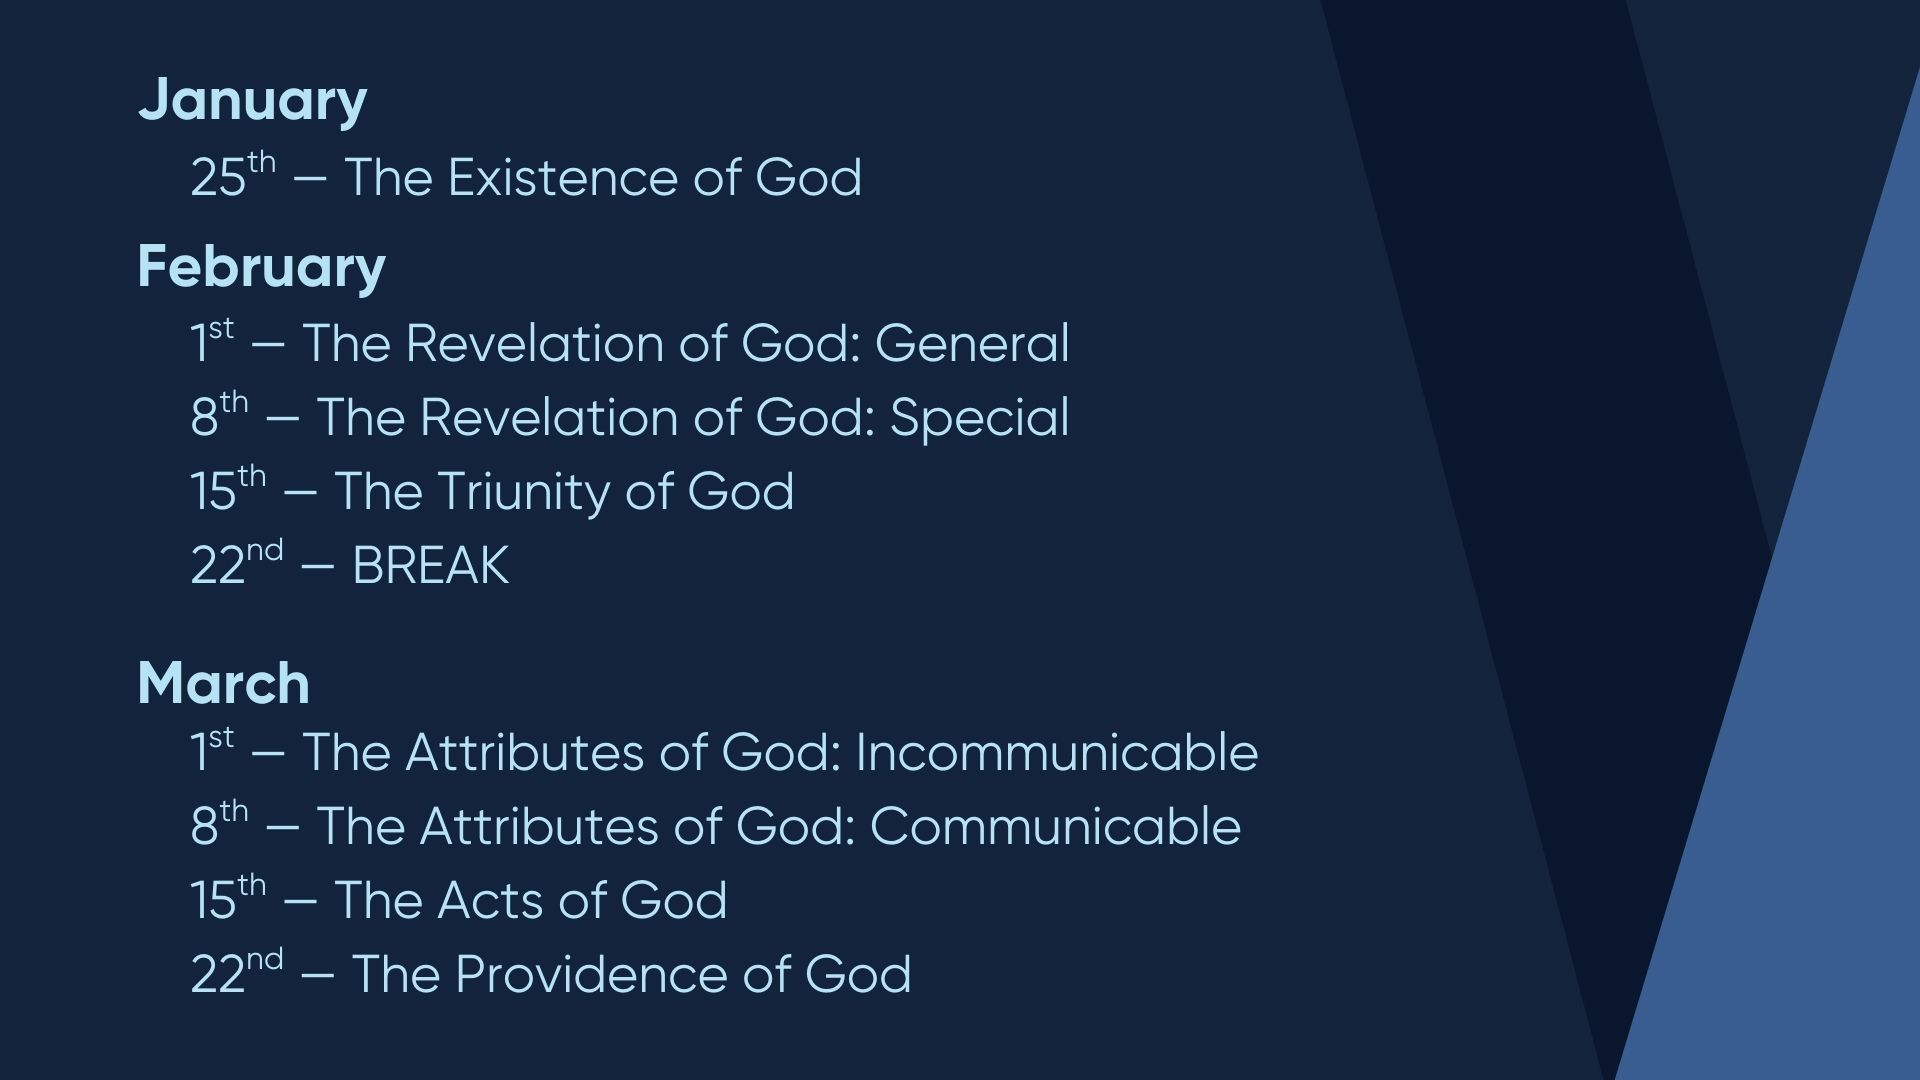 January
25th — The Existence of God
February
1st — The Revelation of God: General
8th — The Revelation of God: Special
15th — The Triunity of God
22nd — BREAK
March
1st — The Attributes of God: Incommunicable
8th — The Attributes of God: Communicable
15th — The Acts of God
22nd — The Providence of God